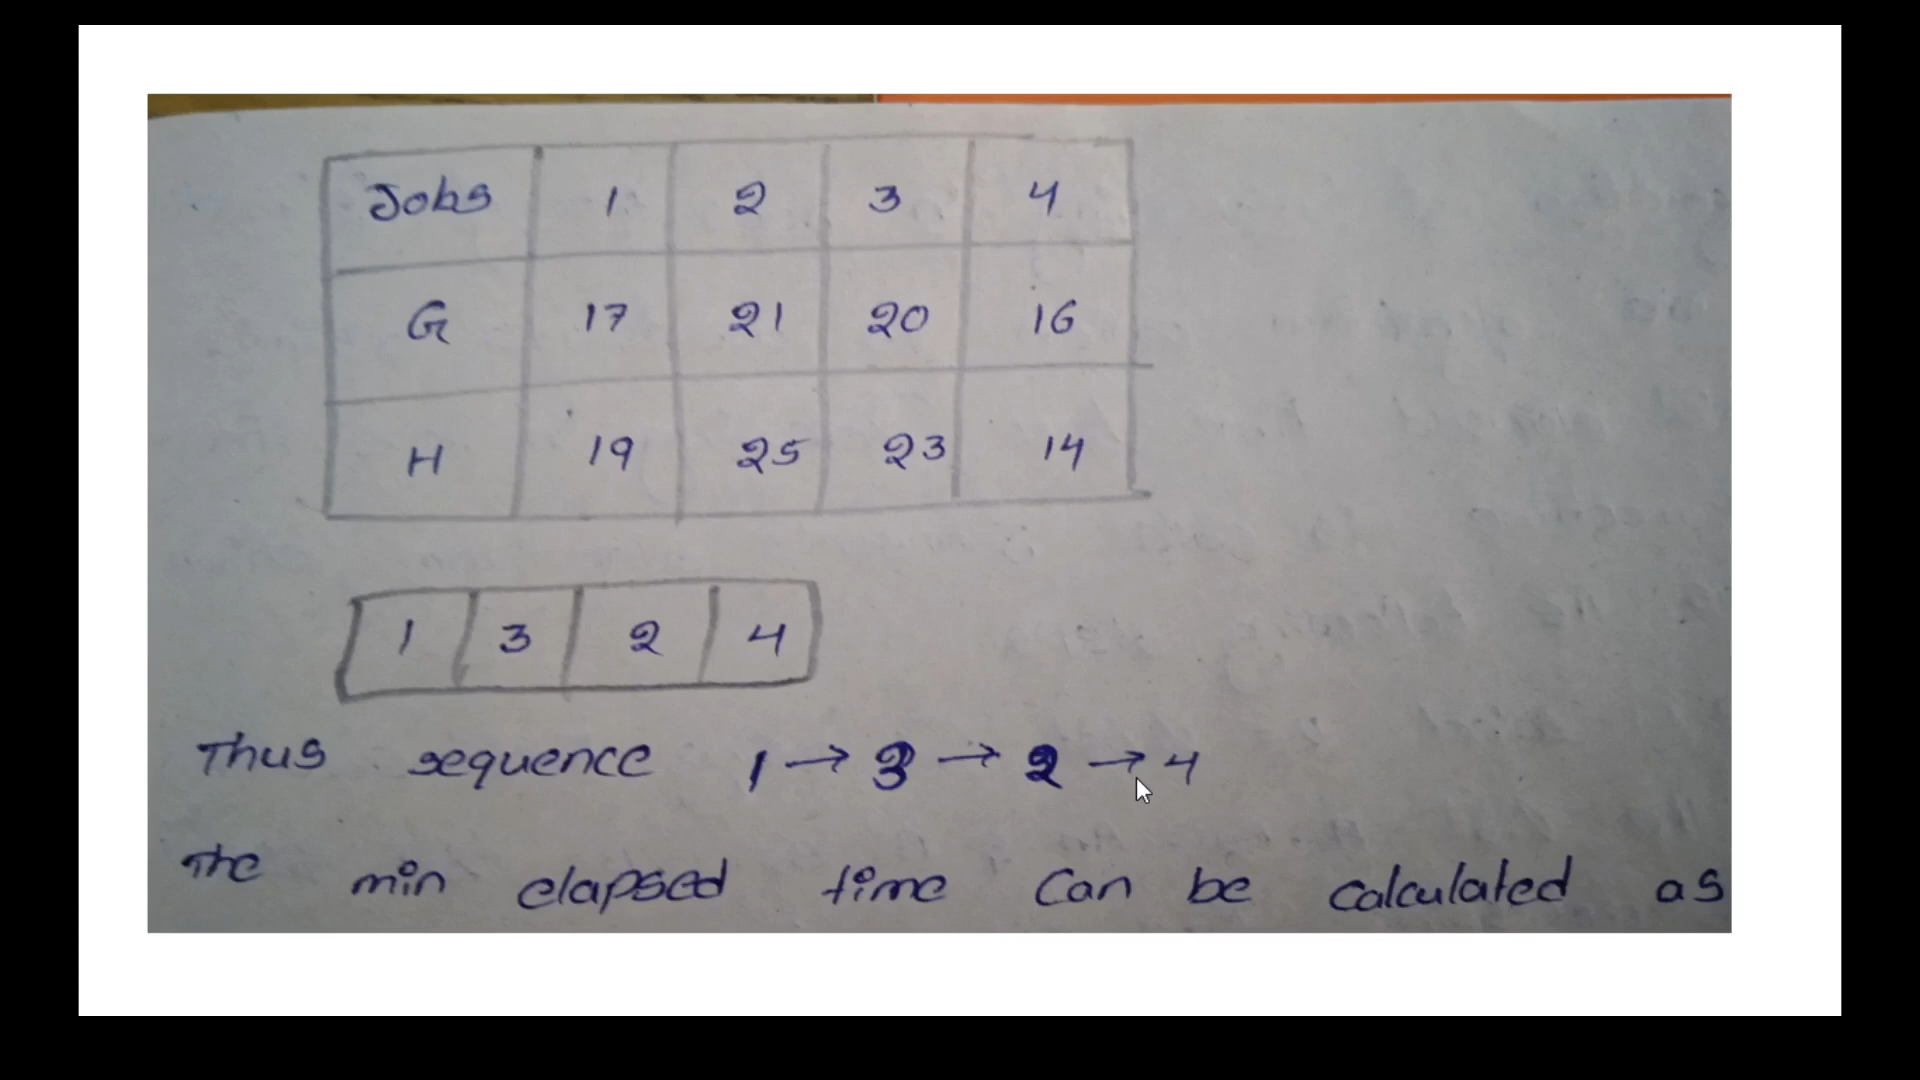 Jobs 1 2 3 4
G 17 21 20 16
H 19 25 23 14
1 3 2 4
Thus sequence 1 → 3 → 2 → 4
The min elapsed time can be calculated as